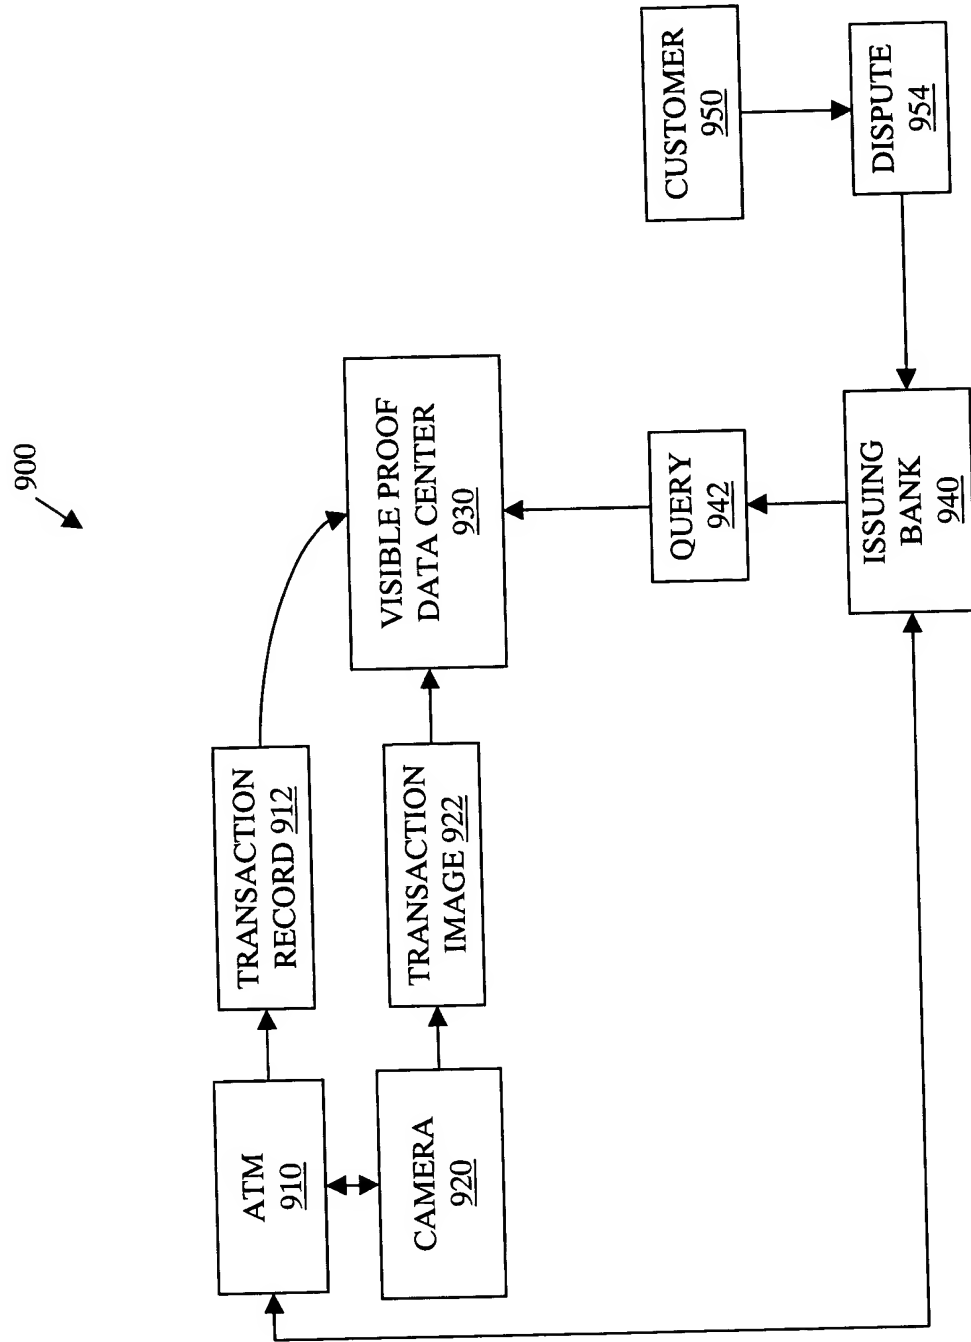 900
ATM
910
TRANSACTION
RECORD 912
VISIBLE PROOF
DATA CENTER
930
CAMERA
920
TRANSACTION
IMAGE 922
QUERY
942
CUSTOMER
950
ISSUING
BANK
940
DISPUTE
954